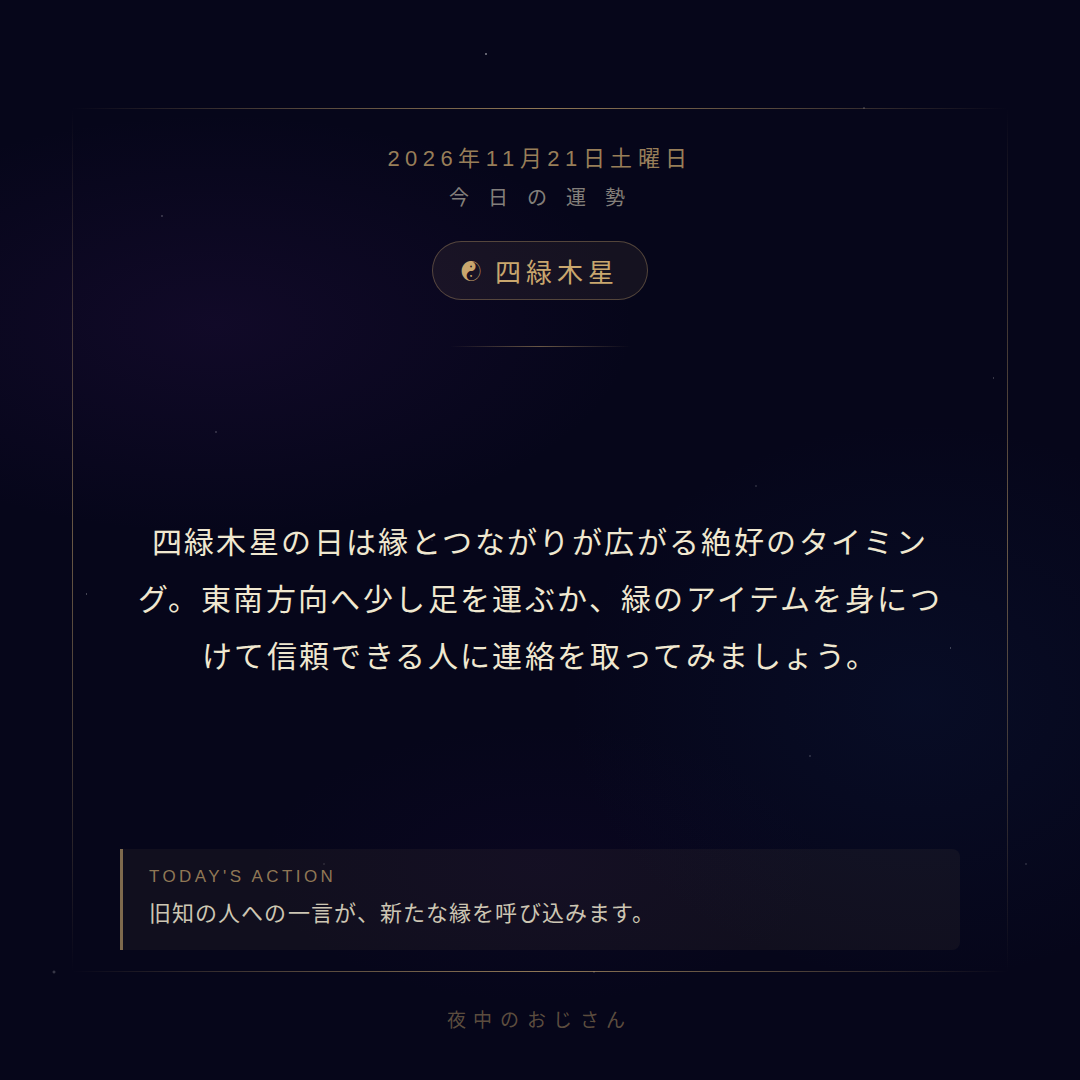 2026年11月21日土曜日
今日の運勢
☯ 四緑木星
四緑木星の日は縁とつながりが広がる絶好のタイミン
グ。東南方向へ少し足を運ぶか、緑のアイテムを身につ
けて信頼できる人に連絡を取ってみましょう。
TODAY'S ACTION
旧知の人への一言が、新たな縁を呼び込みます。
夜中のおじさん